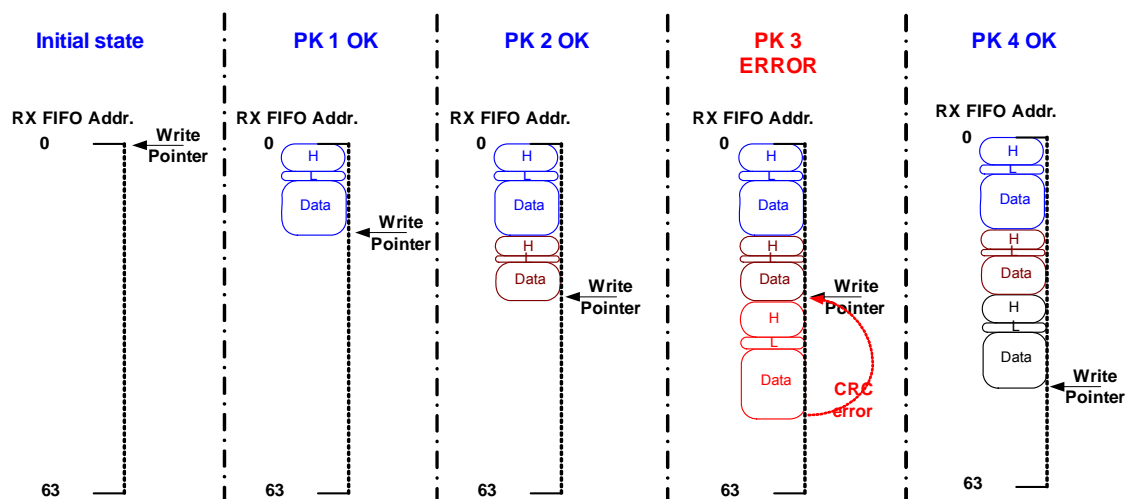 Initial state
RX FIFO Addr.
0
Write
Pointer
63
PK 1 OK
RX FIFO Addr.
0
H
L
Data
Write
Pointer
63
PK 2 OK
RX FIFO Addr.
0
H
L
Data
H
L
Data
Write
Pointer
63
PK 3
ERROR
RX FIFO Addr.
0
H
L
Data
H
L
Data
Write
Pointer
H
L
Data
CRC
error
63
PK 4 OK
RX FIFO Addr.
0
H
L
Data
H
L
Data
H
L
Data
Write
Pointer
63